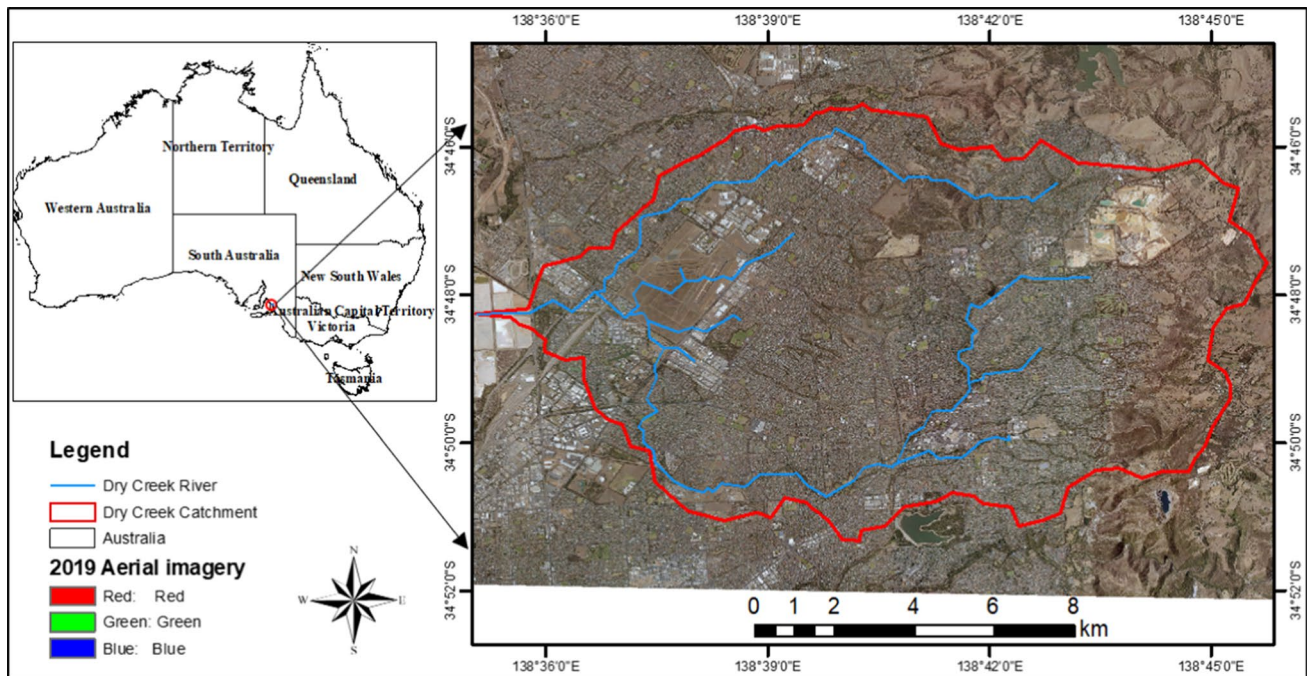 138°36'0"E 138°39'0"E 138°42'0"E 138°45'0"E
Northern Territory
Queensland
Western Australia
South Australia
New South Wales
Australian Capital Territory
Victoria
Tasmania
34°46'0"S
34°48'0"S
34°50'0"S
34°52'0"S
34°46'0"S
34°48'0"S
34°50'0"S
34°52'0"S
Legend
Dry Creek River
Dry Creek Catchment
Australia
2019 Aerial imagery
Red: Red
Green: Green
Blue: Blue
N
W E
S
0 1 2 4 6 8
km
138°36'0"E 138°39'0"E 138°42'0"E 138°45'0"E